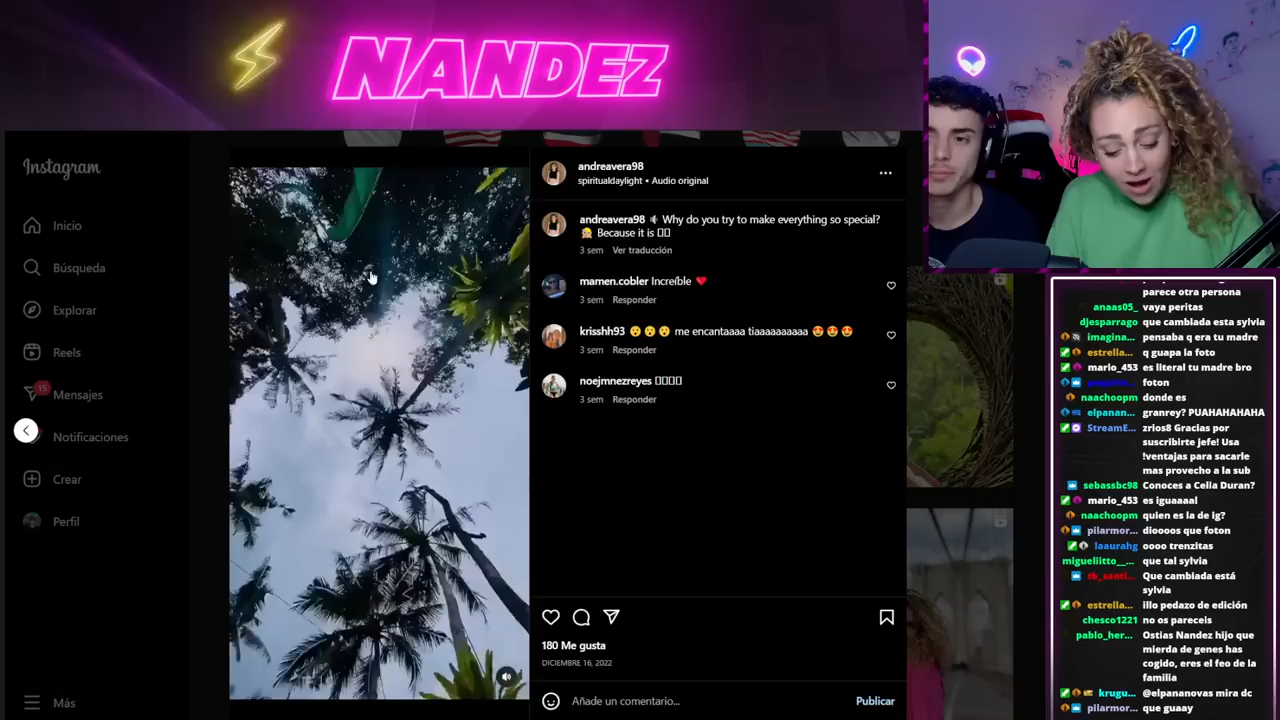 NANDEZ
Instagram
Inicio
Búsqueda
Explorar
Reels
15
Mensajes
Notificaciones
Crear
Perfil
Más
andreavera98
spiritualdaylight • Audio original
andreavera98 Why do you try to make everything so special?
Because it is
3 sem Ver traducción
mamen.cobler Increíble
3 sem Responder
krisshh93 me encantaaaa tiaaaaaaaaaa
3 sem Responder
noejmnezreyes
3 sem Responder
180 Me gusta
DICIEMBRE 16, 2022
Añade un comentario...
Publicar
parece otra persona
anaas05_ vaya peritas
djesparrago que cambiada esta sylvia
imagina... pensaba q era tu madre
estrella... q guapa la foto
mario_453 es literal tu madre bro
foton
naachoopm donde es
elpanan... granrey? PUAHAHAHAHA
StreamE... zrios8 Gracias por
suscribirte jefe! Usa
!ventajas para sacarle
mas provecho a la sub
sebassbc98 Conoces a Celia Duran?
mario_453 es iguaaaal
naachoopm quien es la de ig?
pilarmor... dioooos que foton
laaurahg oooo trenzitas
migueliitto__... que tal sylvia
tb_santi... Que cambiada está
sylvia
estrella... illo pedazo de edición
chesco1221 no os pareceis
pablo_her... Ostias Nandez hijo que
mierda de genes has
cogido, eres el feo de la
familia
krugu... @elpananovas mira dc
pilarmor... que guaay